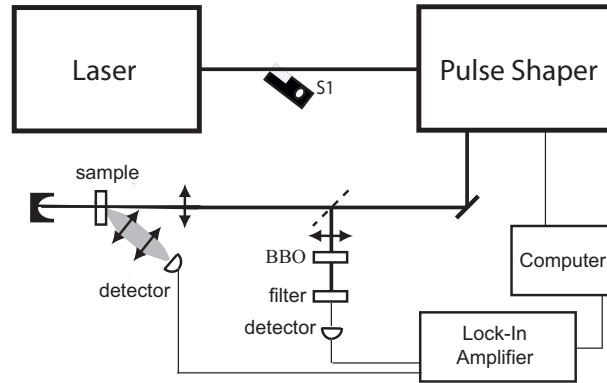 Laser
Pulse Shaper
S1
sample
detector
BBO
filter
detector
Computer
Lock-In
Amplifier